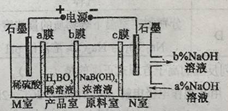 + 电源 −
石墨 a膜 b膜 c膜 石墨
稀硫酸
H₃BO₃
稀溶液
NaB(OH)₄
浓溶液
b%NaOH
溶液
a%NaOH
溶液
M室 产品室 原料室 N室